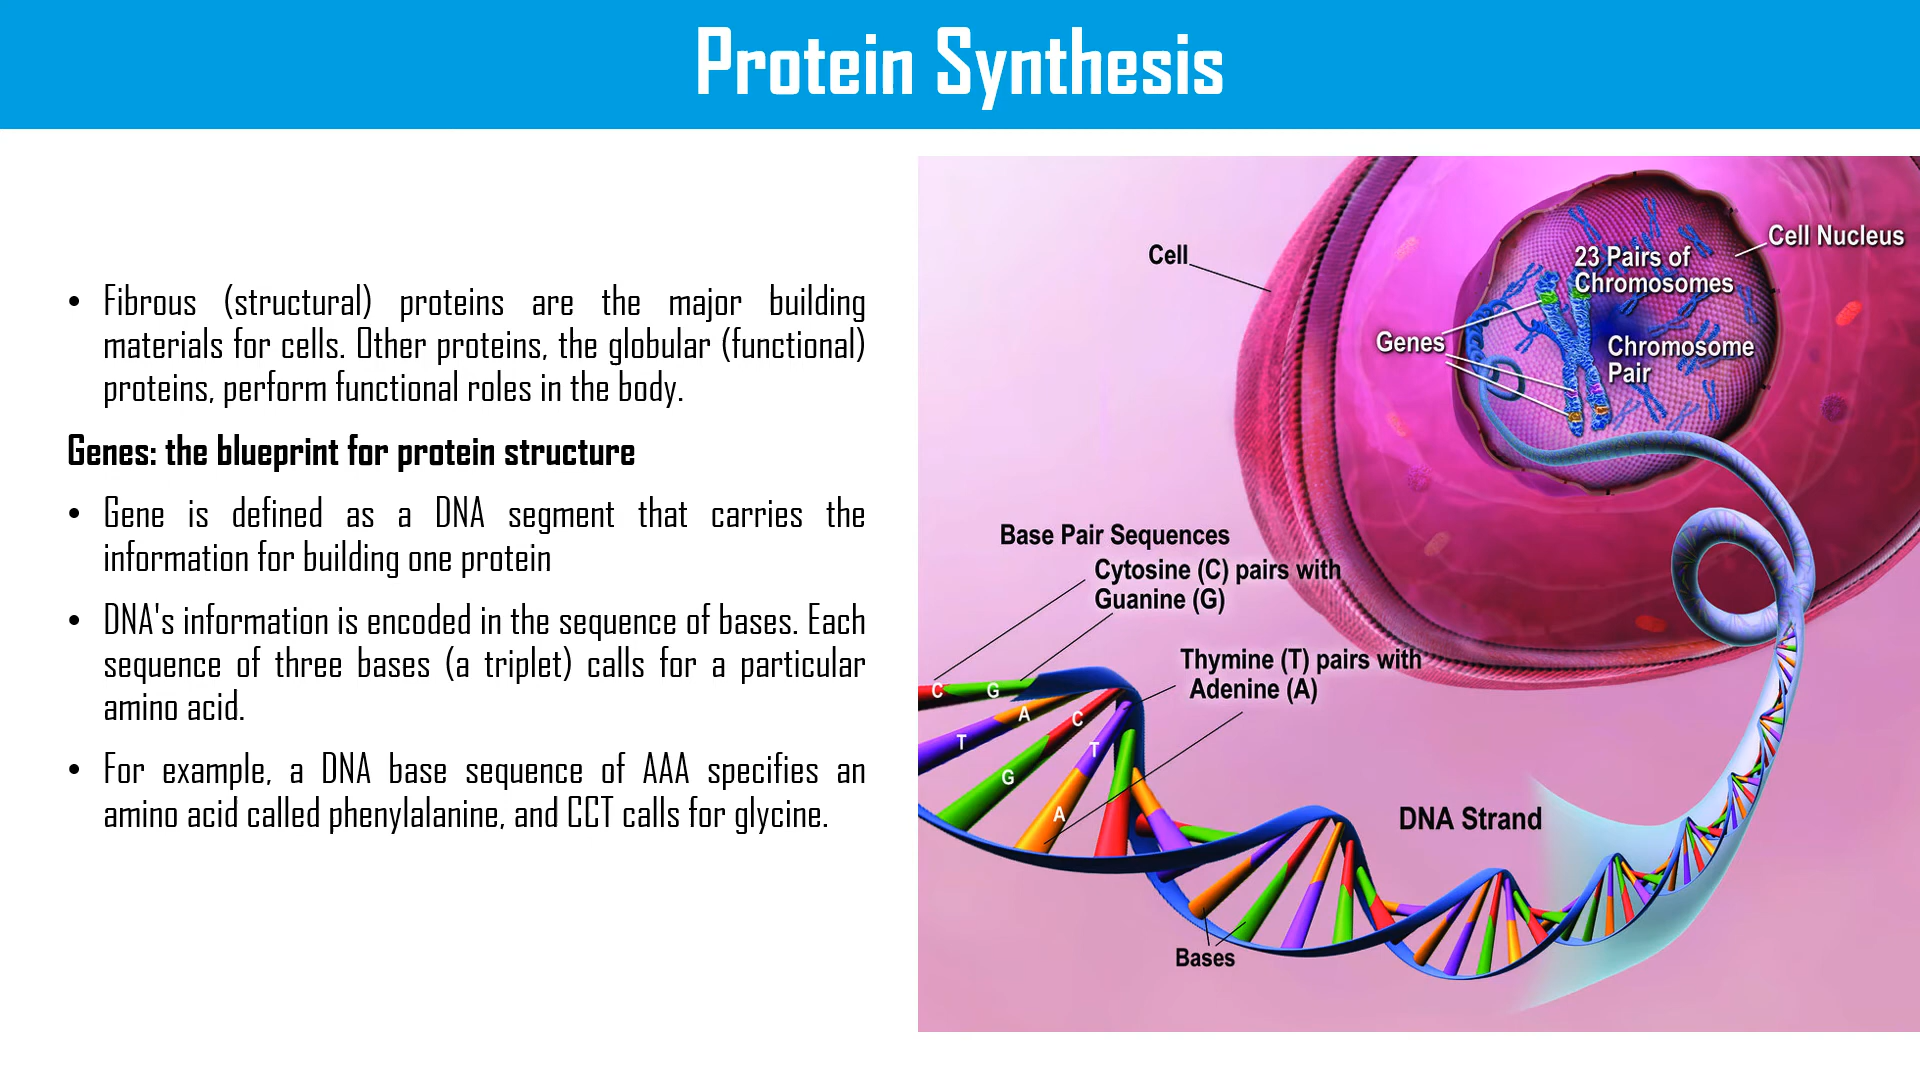 Protein Synthesis
• Fibrous (structural) proteins are the major building
materials for cells. Other proteins, the globular (functional)
proteins, perform functional roles in the body.
Genes: the blueprint for protein structure
• Gene is defined as a DNA segment that carries the
information for building one protein
• DNA's information is encoded in the sequence of bases. Each
sequence of three bases (a triplet) calls for a particular
amino acid.
• For example, a DNA base sequence of AAA specifies an
amino acid called phenylalanine, and CCT calls for glycine.
Cell
Cell Nucleus
23 Pairs of
Chromosomes
Genes
Chromosome
Pair
Base Pair Sequences
Cytosine (C) pairs with
Guanine (G)
Thymine (T) pairs with
Adenine (A)
C G
A C
T T
G
A
DNA Strand
Bases